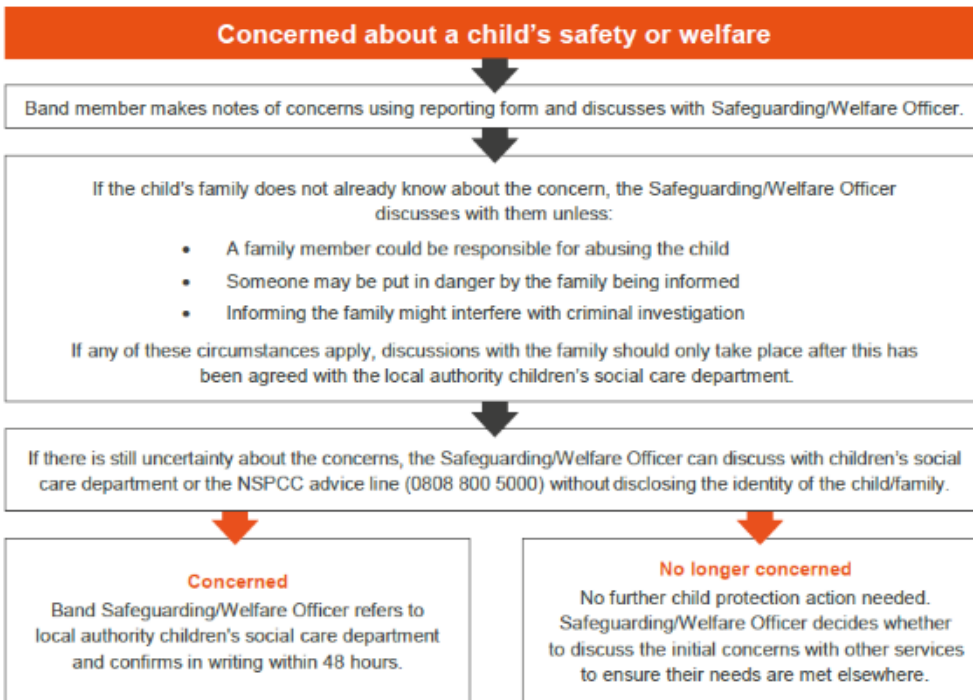 Concerned about a child's safety or welfare
Band member makes notes of concerns using reporting form and discusses with Safeguarding/Welfare Officer.
If the child's family does not already know about the concern, the Safeguarding/Welfare Officer
discusses with them unless:
• A family member could be responsible for abusing the child
• Someone may be put in danger by the family being informed
• Informing the family might interfere with criminal investigation
If any of these circumstances apply, discussions with the family should only take place after this has
been agreed with the local authority children's social care department.
If there is still uncertainty about the concerns, the Safeguarding/Welfare Officer can discuss with children's social
care department or the NSPCC advice line (0808 800 5000) without disclosing the identity of the child/family.
Concerned
Band Safeguarding/Welfare Officer refers to
local authority children's social care department
and confirms in writing within 48 hours.
No longer concerned
No further child protection action needed.
Safeguarding/Welfare Officer decides whether
to discuss the initial concerns with other services
to ensure their needs are met elsewhere.